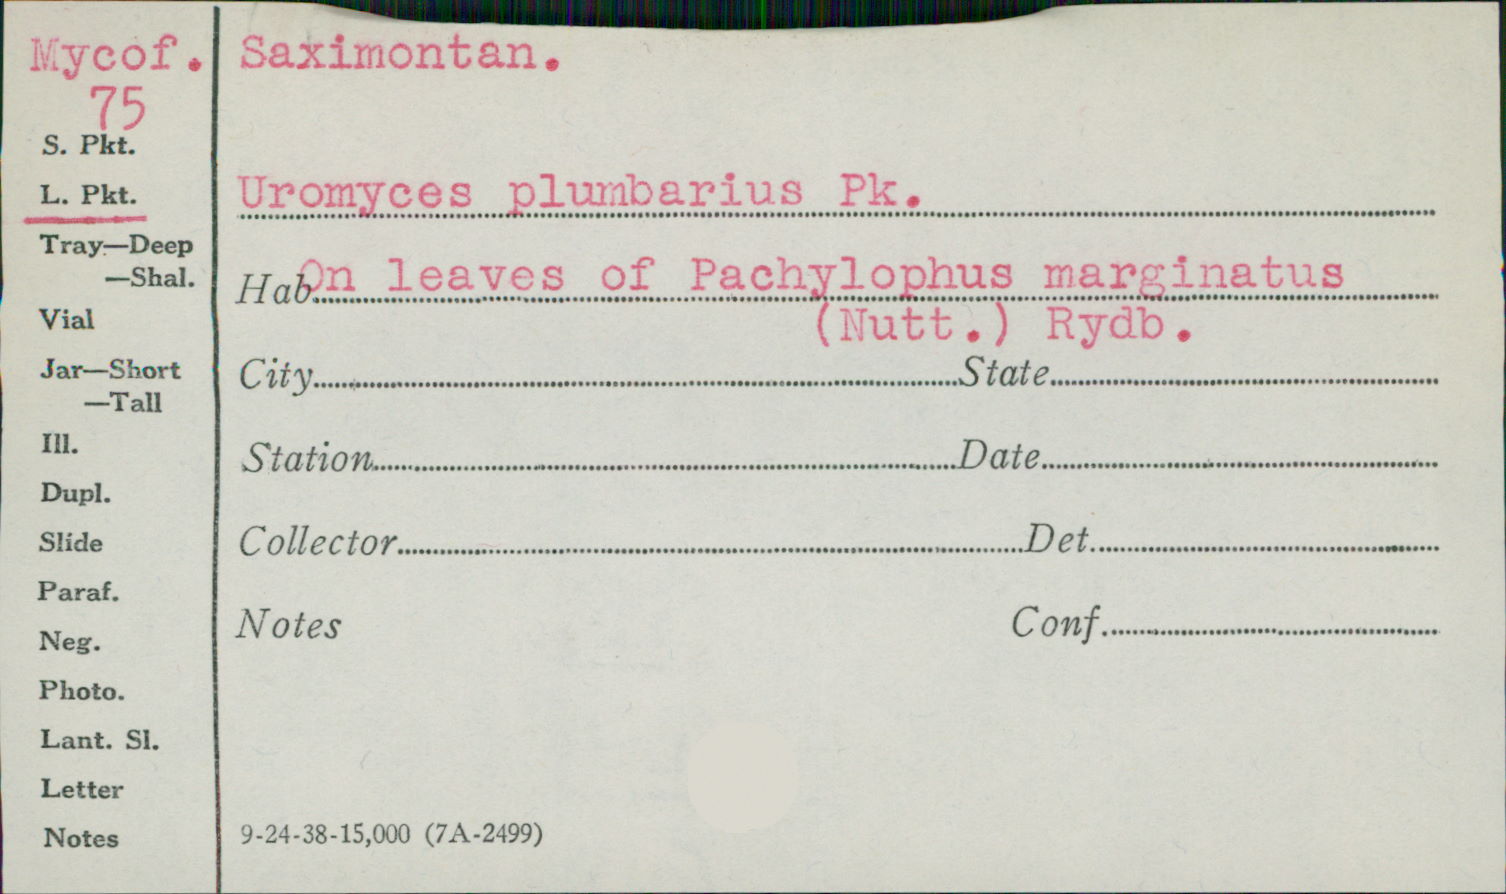 Mycof. Saximontan.
75
S. Pkt.
L. Pkt.
Tray—Deep
—Shal.
Vial
Jar—Short
—Tall
Ill.
Dupl.
Slide
Paraf.
Neg.
Photo.
Lant. Sl.
Letter
Notes
Uromyces plumbarius Pk.
Hab. On leaves of Pachylophus marginatus
(Nutt.) Rydb.
City State
Station Date
Collector Det.
Notes Conf.
9-24-38-15,000 (7A-2499)